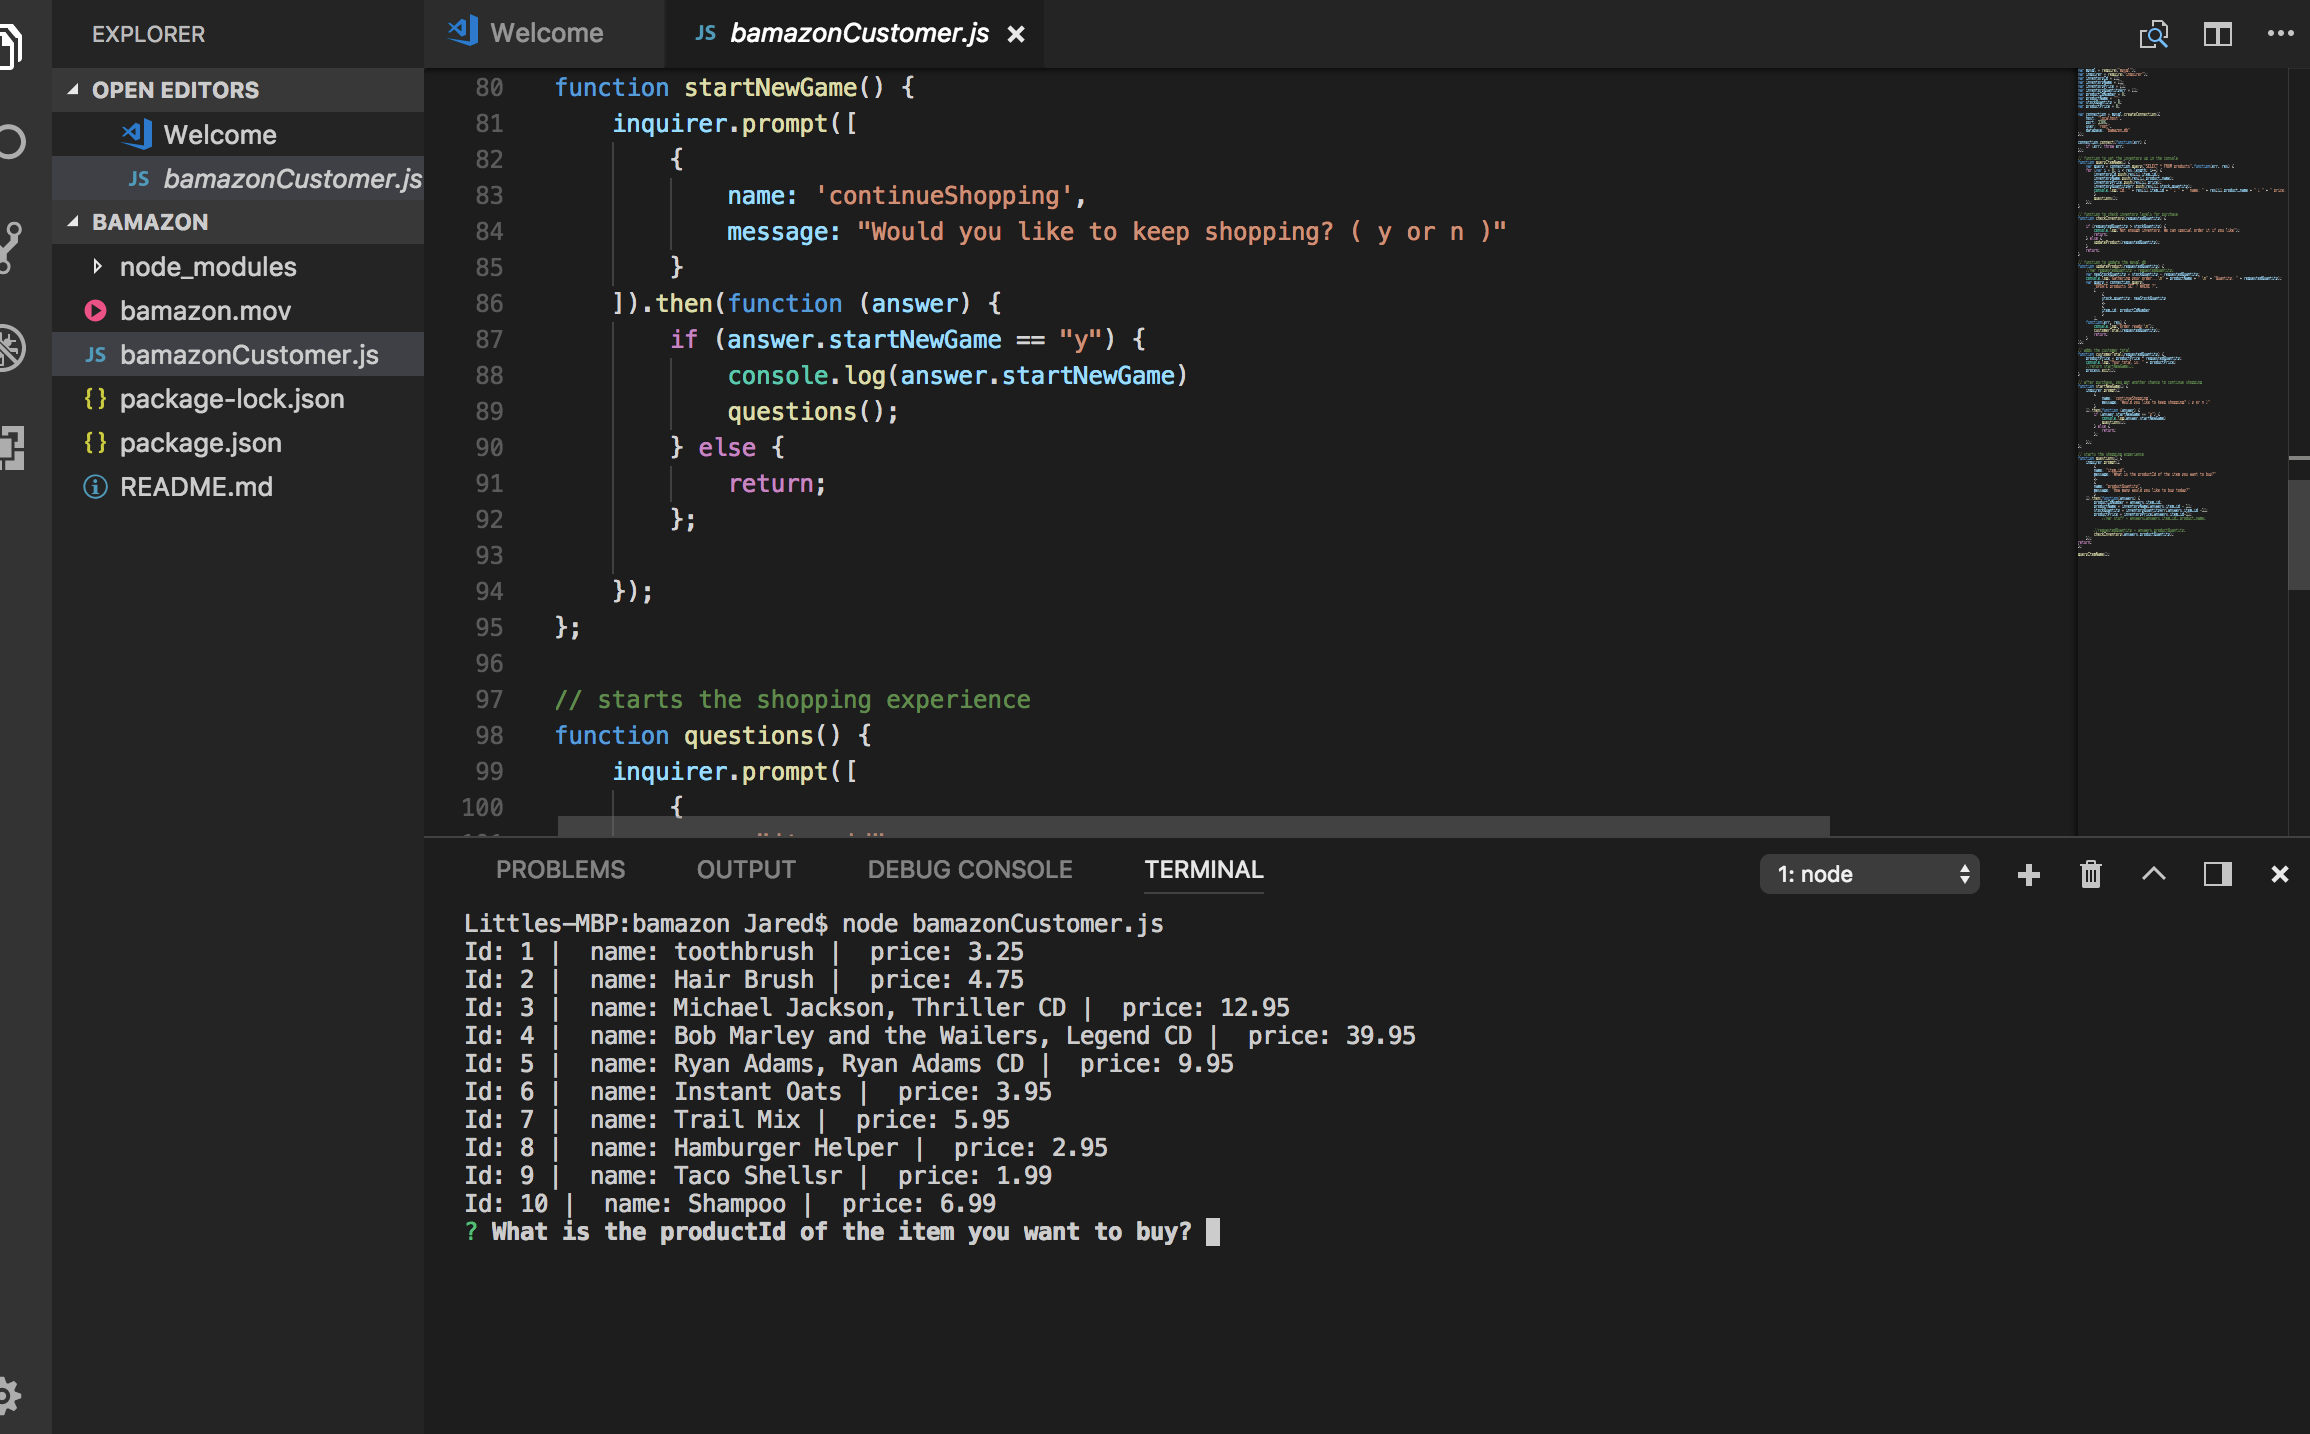 EXPLORER
OPEN EDITORS
Welcome
JS bamazonCustomer.js
BAMAZON
node_modules
bamazon.mov
JS bamazonCustomer.js
{} package-lock.json
{} package.json
README.md
Welcome
JS bamazonCustomer.js
80 function startNewGame() {
81 inquirer.prompt([
82 {
83 name: 'continueShopping',
84 message: "Would you like to keep shopping? ( y or n )"
85 }
86 ]).then(function (answer) {
87 if (answer.startNewGame == "y") {
88 console.log(answer.startNewGame)
89 questions();
90 } else {
91 return;
92 };
93
94 });
95 };
96
97 // starts the shopping experience
98 function questions() {
99 inquirer.prompt([
100 {
PROBLEMS OUTPUT DEBUG CONSOLE TERMINAL
1: node
Littles-MBP:bamazon Jared$ node bamazonCustomer.js
Id: 1 | name: toothbrush | price: 3.25
Id: 2 | name: Hair Brush | price: 4.75
Id: 3 | name: Michael Jackson, Thriller CD | price: 12.95
Id: 4 | name: Bob Marley and the Wailers, Legend CD | price: 39.95
Id: 5 | name: Ryan Adams, Ryan Adams CD | price: 9.95
Id: 6 | name: Instant Oats | price: 3.95
Id: 7 | name: Trail Mix | price: 5.95
Id: 8 | name: Hamburger Helper | price: 2.95
Id: 9 | name: Taco Shellsr | price: 1.99
Id: 10 | name: Shampoo | price: 6.99
? What is the productId of the item you want to buy?